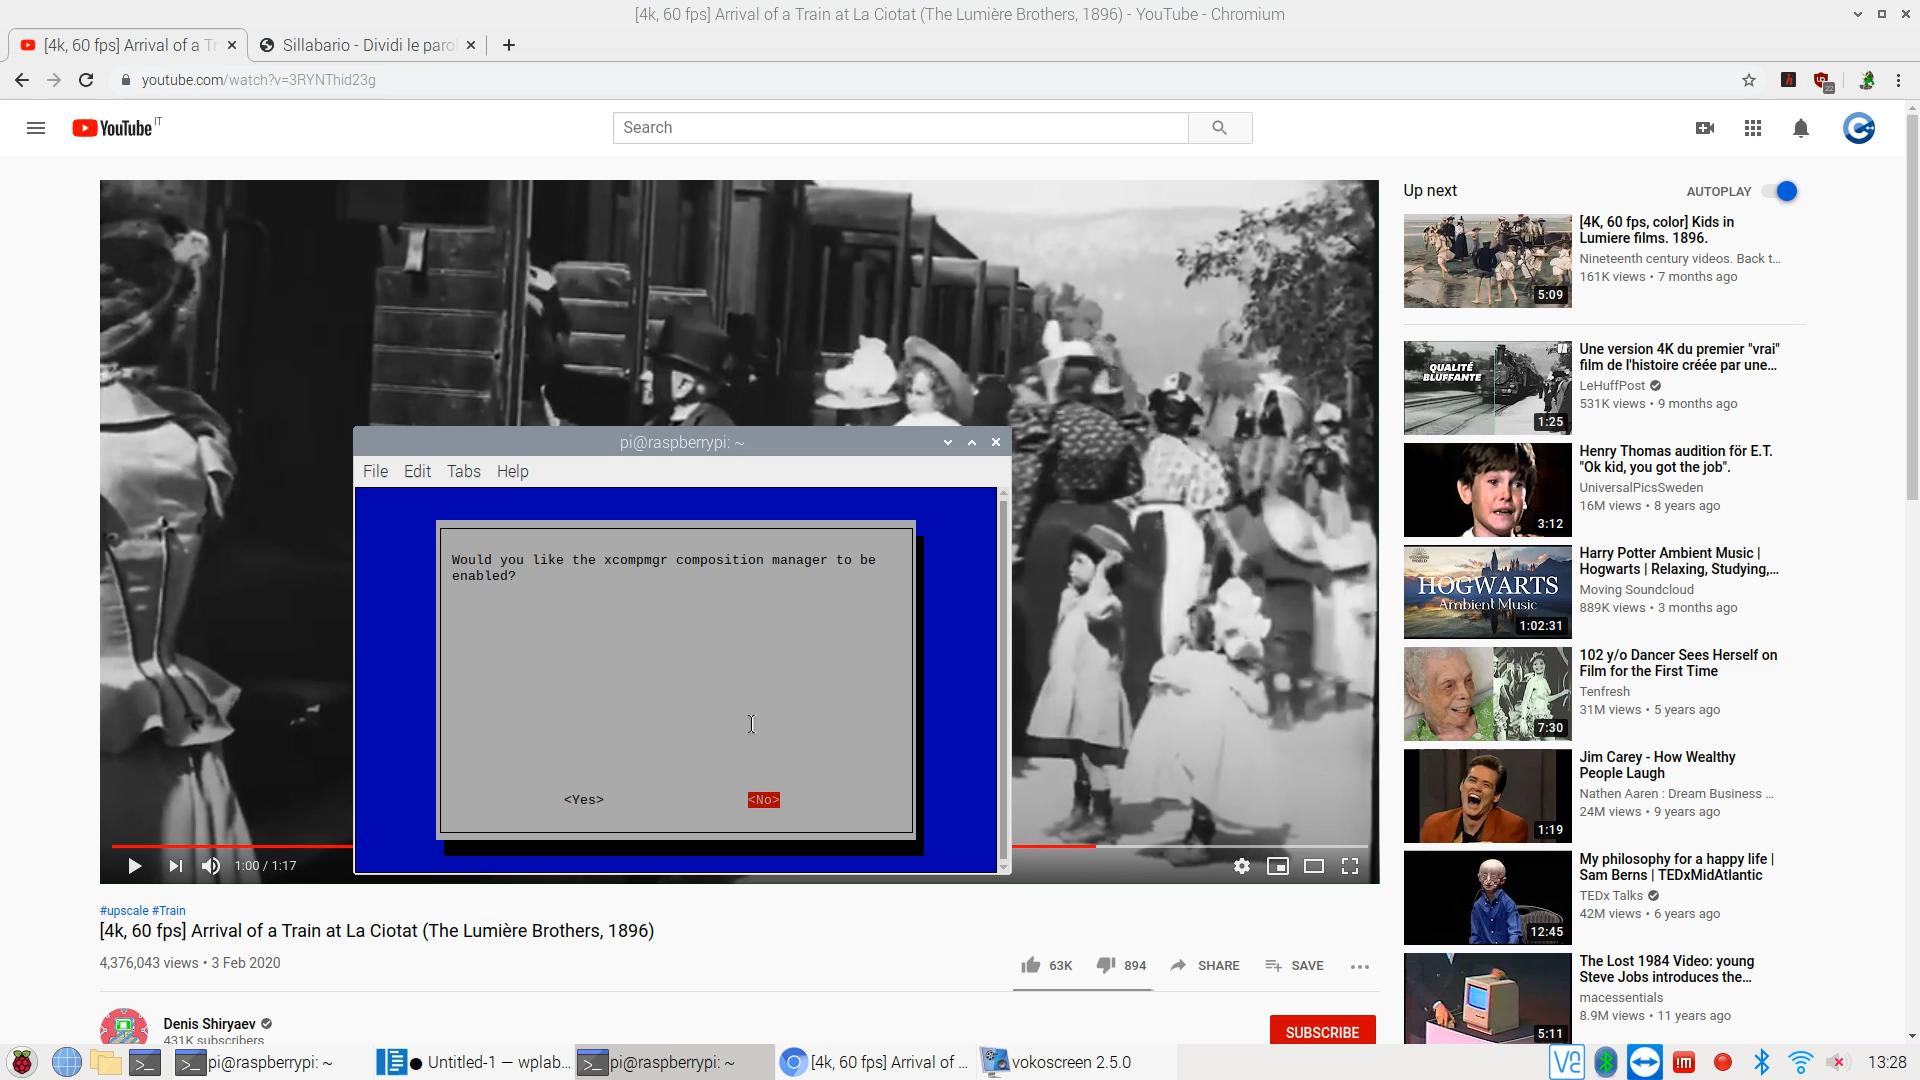 [4k, 60 fps] Arrival of a Train at La Ciotat (The Lumière Brothers, 1896) - YouTube - Chromium
[4k, 60 fps] Arrival of a Tr
Sillabario - Dividi le parol
youtube.com/watch?v=3RYNThid23g
22
YouTube IT
Search
Up next
AUTOPLAY
[4K, 60 fps, color] Kids in
Lumiere films. 1896.
Nineteenth century videos. Back t...
161K views • 7 months ago
5:09
QUALITÉ
BLUFFANTE
1:25
Une version 4K du premier "vrai"
film de l'histoire créée par une...
LeHuffPost
531K views • 9 months ago
3:12
Henry Thomas audition för E.T.
"Ok kid, you got the job".
UniversalPicsSweden
16M views • 8 years ago
HOGWARTS
Ambient Music
1:02:31
Harry Potter Ambient Music |
Hogwarts | Relaxing, Studying,...
Moving Soundcloud
889K views • 3 months ago
7:30
102 y/o Dancer Sees Herself on
Film for the First Time
Tenfresh
31M views • 5 years ago
1:19
Jim Carey - How Wealthy
People Laugh
Nathen Aaren : Dream Business ...
24M views • 9 years ago
12:45
My philosophy for a happy life |
Sam Berns | TEDxMidAtlantic
TEDx Talks
42M views • 6 years ago
5:11
The Lost 1984 Video: young
Steve Jobs introduces the...
macessentials
8.9M views • 11 years ago
pi@raspberrypi: ~
File Edit Tabs Help
Would you like the xcompmgr composition manager to be
enabled?
<Yes> <No>
1:00 / 1:17
#upscale #Train
[4k, 60 fps] Arrival of a Train at La Ciotat (The Lumière Brothers, 1896)
4,376,043 views • 3 Feb 2020
63K 894 SHARE SAVE
Denis Shiryaev
431K subscribers
SUBSCRIBE
pi@raspberrypi: ~
● Untitled-1 — wplab...
pi@raspberrypi: ~
[4k, 60 fps] Arrival of ...
vokoscreen 2.5.0
13:28